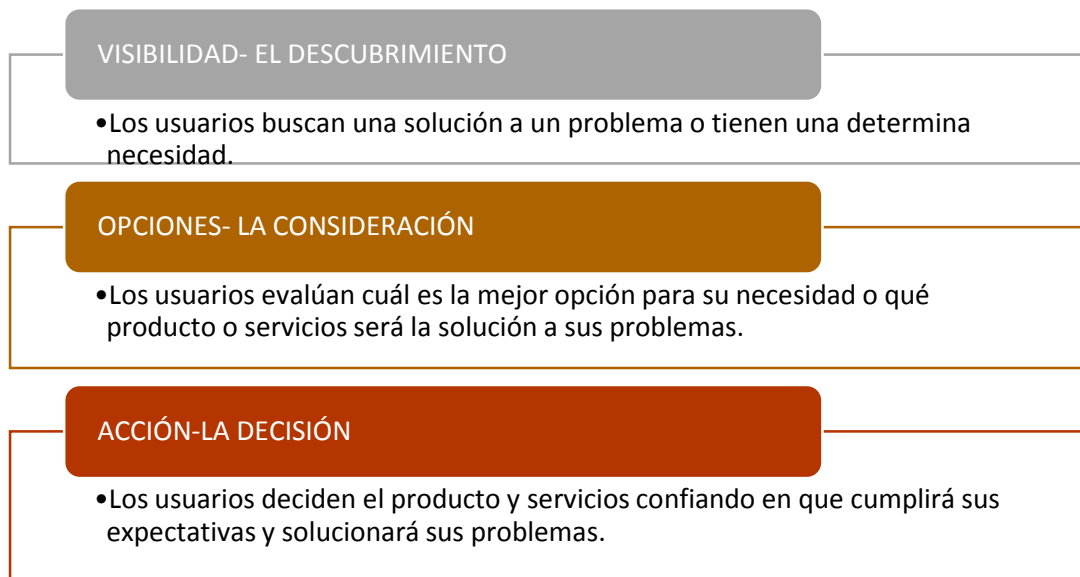 VISIBILIDAD- EL DESCUBRIMIENTO
•Los usuarios buscan una solución a un problema o tienen una determina
necesidad.
OPCIONES- LA CONSIDERACIÓN
•Los usuarios evalúan cuál es la mejor opción para su necesidad o qué
producto o servicios será la solución a sus problemas.
ACCIÓN-LA DECISIÓN
•Los usuarios deciden el producto y servicios confiando en que cumplirá sus
expectativas y solucionará sus problemas.